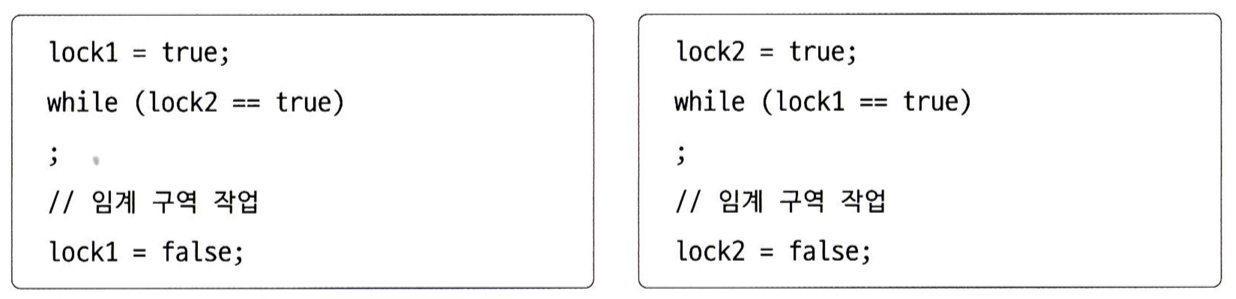 lock1 = true;
while (lock2 == true)
;
// 임계 구역 작업
lock1 = false;
lock2 = true;
while (lock1 == true)
;
// 임계 구역 작업
lock2 = false;